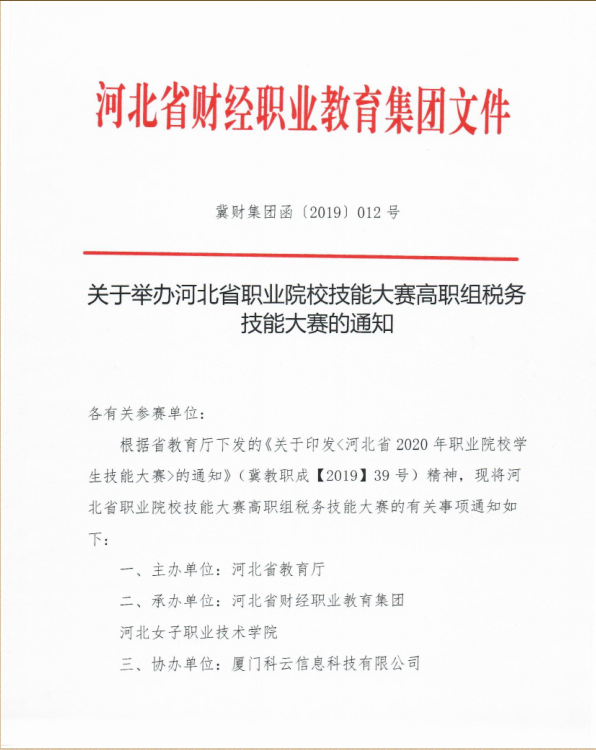 河北省财经职业教育集团文件
冀财集团函〔2019〕012 号
关于举办河北省职业院校技能大赛高职组税务
技能大赛的通知
各有关参赛单位：
根据省教育厅下发的《关于印发<河北省 2020 年职业院校学
生技能大赛>的通知》（冀教职成【2019】39 号）精神，现将河
北省职业院校技能大赛高职组税务技能大赛的有关事项通知如
下：
一、主办单位：河北省教育厅
二、承办单位：河北省财经职业教育集团
河北女子职业技术学院
三、协办单位：厦门科云信息科技有限公司